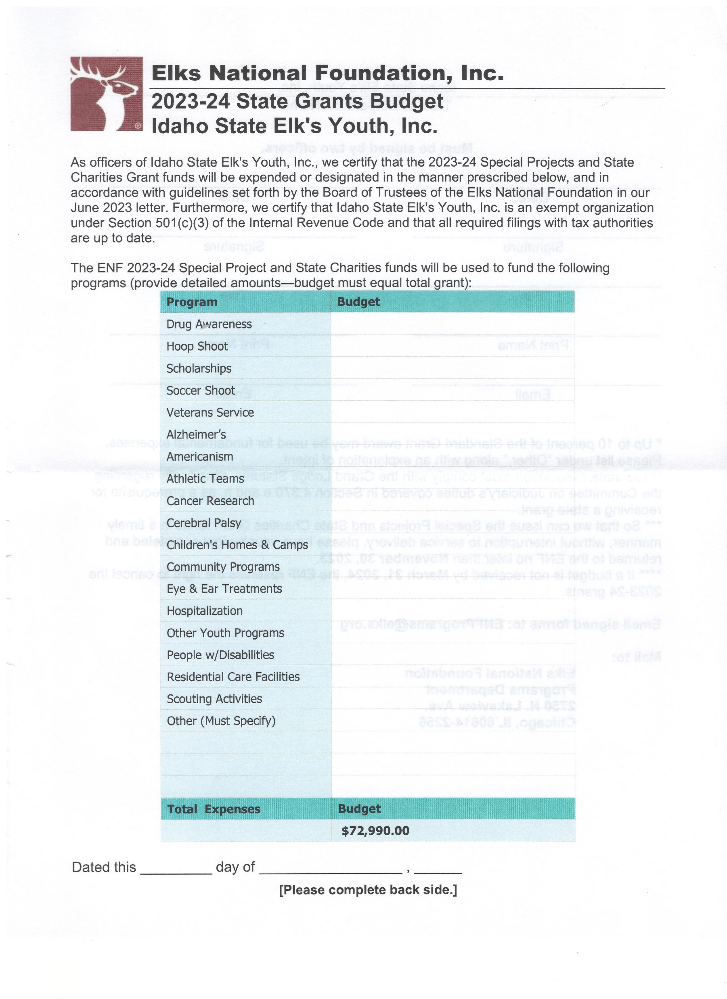 Elks National Foundation, Inc.
2023-24 State Grants Budget
Idaho State Elk's Youth, Inc.
®
As officers of Idaho State Elk's Youth, Inc., we certify that the 2023-24 Special Projects and State
Charities Grant funds will be expended or designated in the manner prescribed below, and in
accordance with guidelines set forth by the Board of Trustees of the Elks National Foundation in our
June 2023 letter. Furthermore, we certify that Idaho State Elk's Youth, Inc. is an exempt organization
under Section 501(c)(3) of the Internal Revenue Code and that all required filings with tax authorities
are up to date.
The ENF 2023-24 Special Project and State Charities funds will be used to fund the following
programs (provide detailed amounts—budget must equal total grant):
Program Budget
Drug Awareness
Hoop Shoot
Scholarships
Soccer Shoot
Veterans Service
Alzheimer's
Americanism
Athletic Teams
Cancer Research
Cerebral Palsy
Children's Homes & Camps
Community Programs
Eye & Ear Treatments
Hospitalization
Other Youth Programs
People w/Disabilities
Residential Care Facilities
Scouting Activities
Other (Must Specify)
Total Expenses Budget
$72,990.00
Dated this _________ day of __________________ , ______
[Please complete back side.]